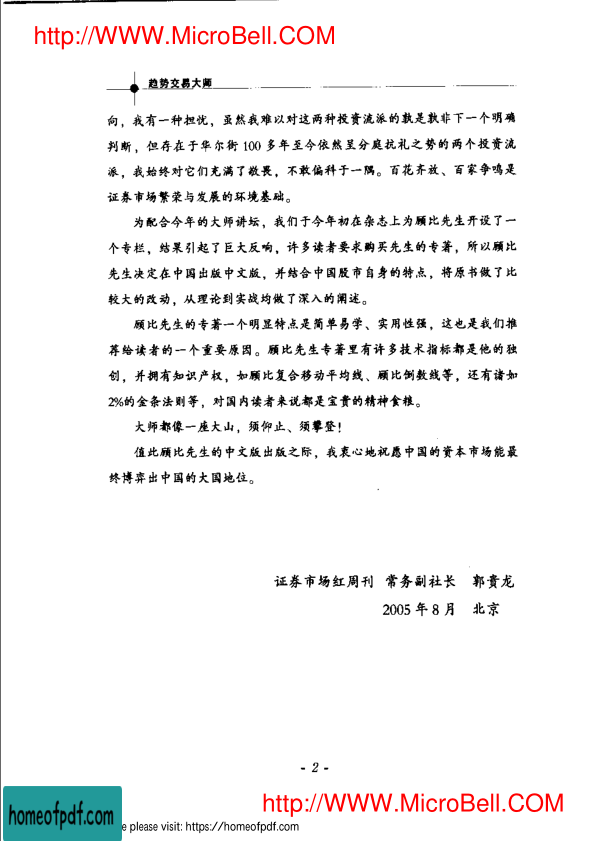 http://WWW.MicroBell.COM
趋势交易大师
向，我有一种担忧，虽然我难以对这两种投资流派的孰是孰非下一个明确
判断，但存在于华尔街 100 多年至今依然呈分庭抗礼之势的两个投资流
派，我始终对它们充满了敬畏，不敢偏科于一隅。百花齐放、百家争鸣是
证券市场繁荣与发展的环境基础。
为配合今年的大师讲坛，我们于今年初在杂志上为顾比先生开设了一
个专栏，结果引起了巨大反响，许多读者要求购买先生的专著，所以顾比
先生决定在中国出版中文版，并结合中国股市自身的特点，将原书做了比
较大的改动，从理论到实战均做了深入的阐述。
顾比先生的专著一个明显特点是简单易学、实用性强，这也是我们推
荐给读者的一个重要原因。顾比先生专著里有许多技术指标都是他的独
创，并拥有知识产权，如顾比复合移动平均线、顾比倒数线等，还有诸如
2%的金条法则等，对国内读者来说都是宝贵的精神食粮。
大师都像一座大山，须仰止、须攀登！
值此顾比先生的中文版出版之际，我衷心地祝愿中国的资本市场能最
终博弈出中国的大国地位。
证券市场红周刊 常务副社长 郭贵龙
2005 年 8 月 北京
- 2 -
http://WWW.MicroBell.COM
homeofpdf.com
e please visit: https://homeofpdf.com